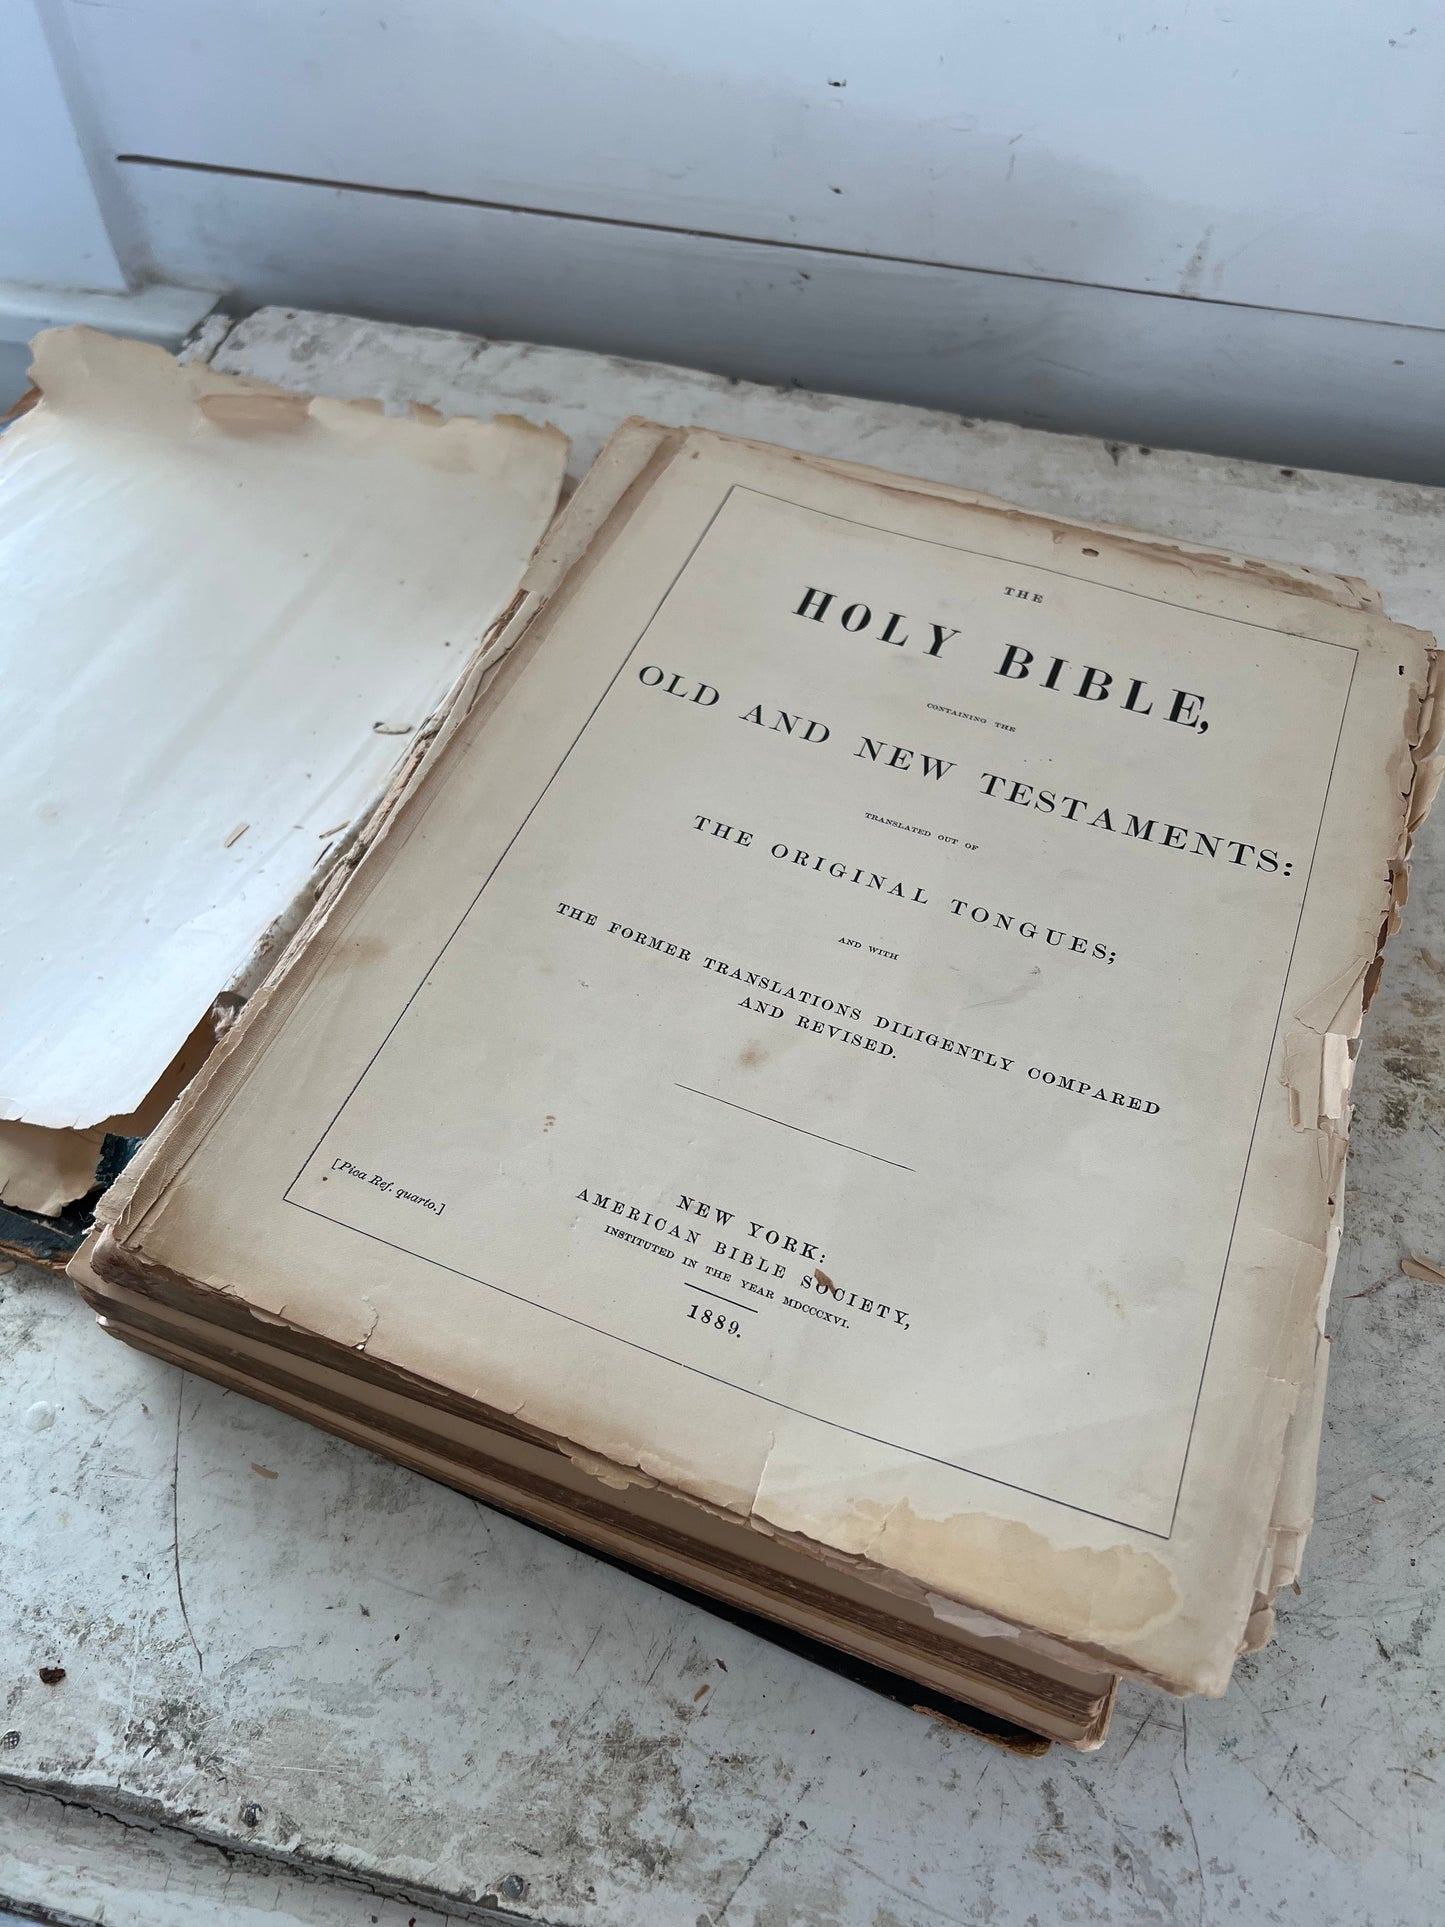 THE
HOLY BIBLE,
CONTAINING THE
OLD AND NEW TESTAMENTS:
TRANSLATED OUT OF
THE ORIGINAL TONGUES;
AND WITH
THE FORMER TRANSLATIONS DILIGENTLY COMPARED
AND REVISED.
[Pica Ref. quarto.]
NEW YORK:
AMERICAN BIBLE SOCIETY,
INSTITUTED IN THE YEAR MDCCCXVI.
1889.